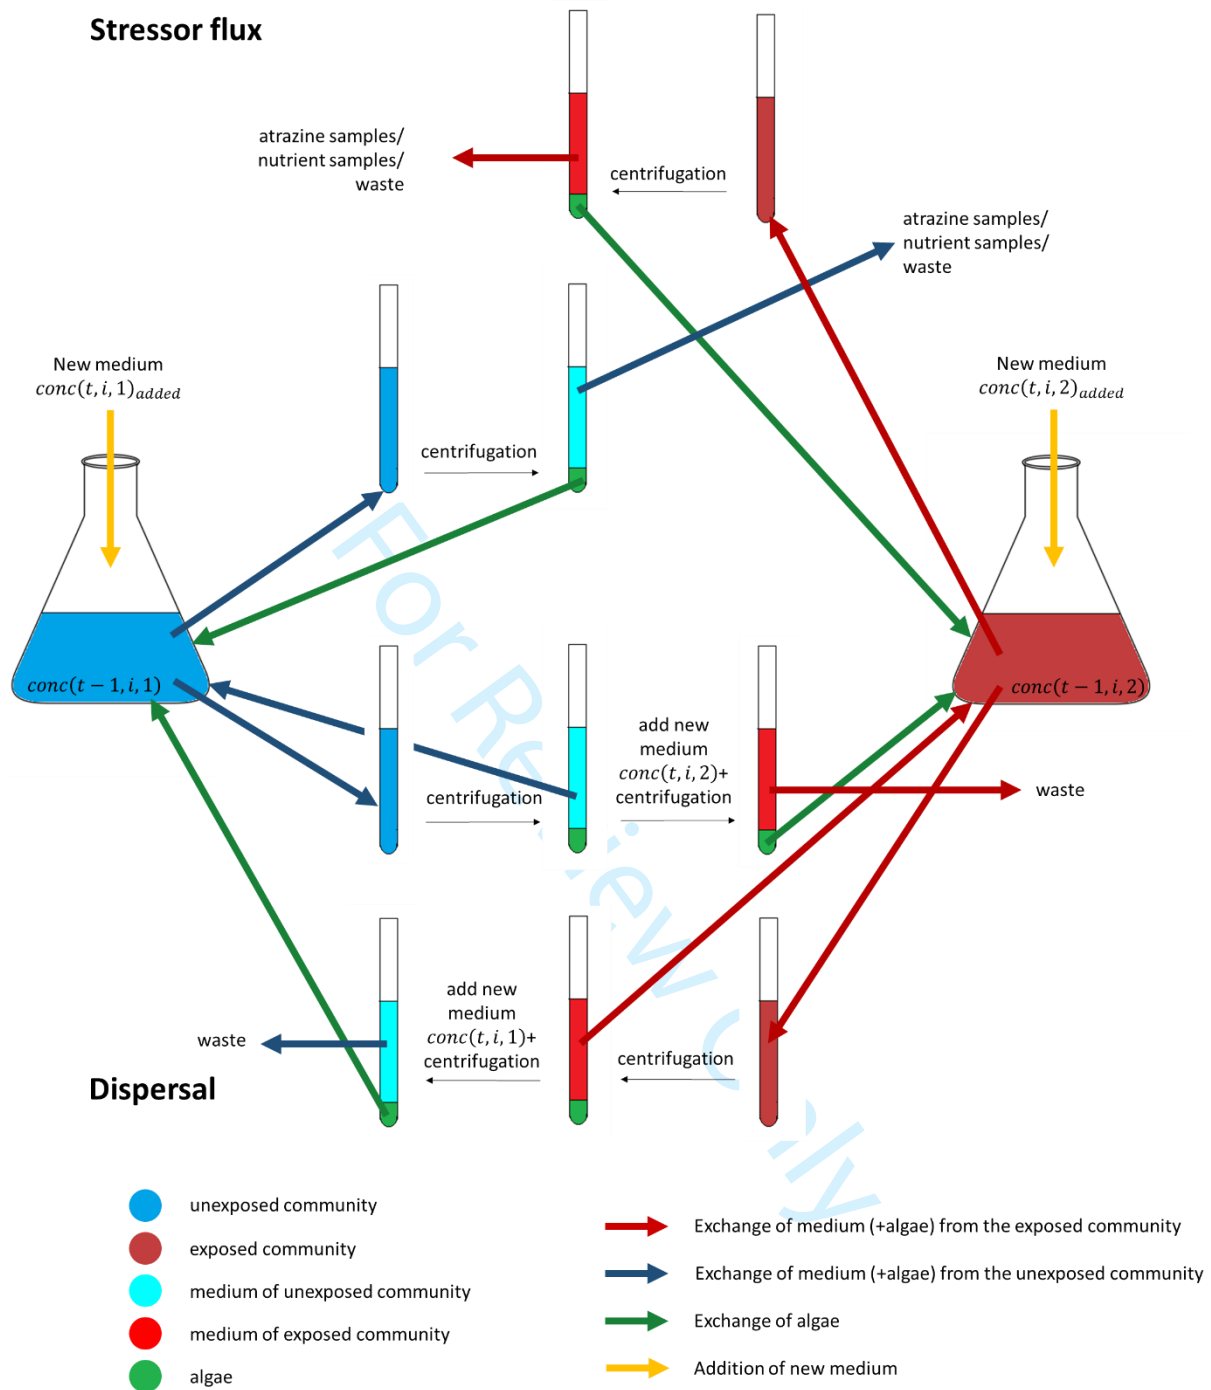 Stressor flux
atrazine samples/
nutrient samples/
waste
centrifugation
atrazine samples/
nutrient samples/
waste
New medium
conc(t, i, 1)added
centrifugation
New medium
conc(t, i, 2)added
conc(t − 1, i, 1)
conc(t − 1, i, 2)
add new
medium
conc(t, i, 2)+
centrifugation
centrifugation
waste
add new
medium
conc(t, i, 1)+
centrifugation
waste
centrifugation
Dispersal
For Review Only
unexposed community
exposed community
medium of unexposed community
medium of exposed community
algae
Exchange of medium (+algae) from the exposed community
Exchange of medium (+algae) from the unexposed community
Exchange of algae
Addition of new medium